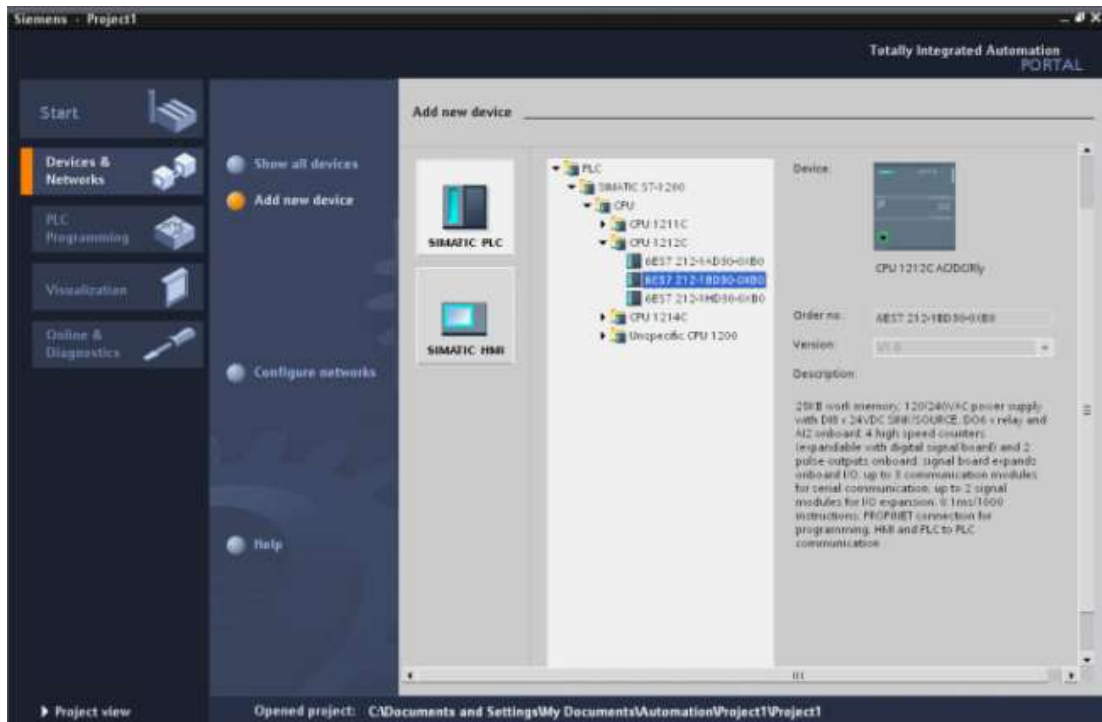 Siemens - Project1
Totally Integrated Automation
PORTAL
Start
Devices &
Networks
PLC
Programming
Visualization
Online &
Diagnostics
Project view
Show all devices
Add new device
Configure networks
Help
Add new device
SIMATIC PLC
SIMATIC HMI
PLC
SIMATIC S7-1200
CPU
CPU 1211C
CPU 1212C
6ES7 212-1AD30-0XB0
6ES7 212-1BD30-0XB0
6ES7 212-1HD30-0XB0
CPU 1214C
Unspecific CPU 1200
Device:
CPU 1212C AC/DC/Rly
Order no.:
6ES7 212-1BD30-0XB0
Version:
V1.0
Description:
25KB work memory; 120/240VAC power supply
with DI8 x 24VDC SINK/SOURCE, DO6 x relay and
AI2 onboard; 4 high speed counters
(expandable with digital signal board) and 2
pulse outputs onboard; signal board expands
onboard I/O; up to 3 communication modules
for serial communication; up to 2 signal
modules for I/O expansion; 0.1ms/1000
instructions; PROFINET connection for
programming, HMI and PLC to PLC
communication
Opened project: C:\Documents and Settings\My Documents\Automation\Project1\Project1